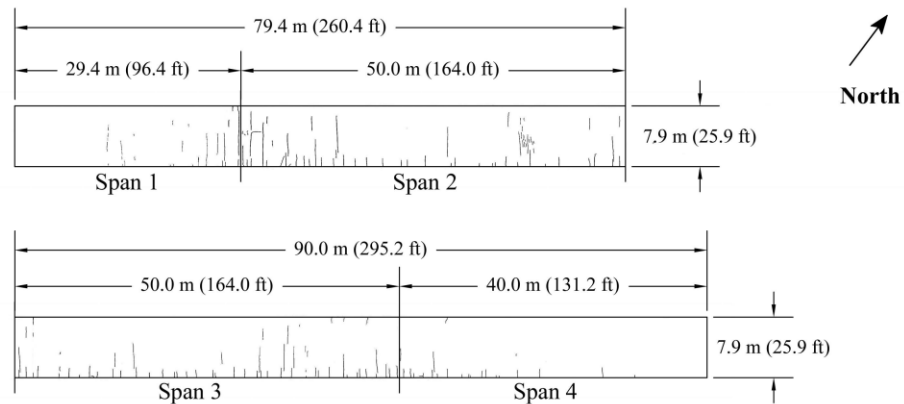 79.4 m (260.4 ft)
29.4 m (96.4 ft)
50.0 m (164.0 ft)
North
7.9 m (25.9 ft)
Span 1
Span 2
90.0 m (295.2 ft)
50.0 m (164.0 ft)
40.0 m (131.2 ft)
7.9 m (25.9 ft)
Span 3
Span 4